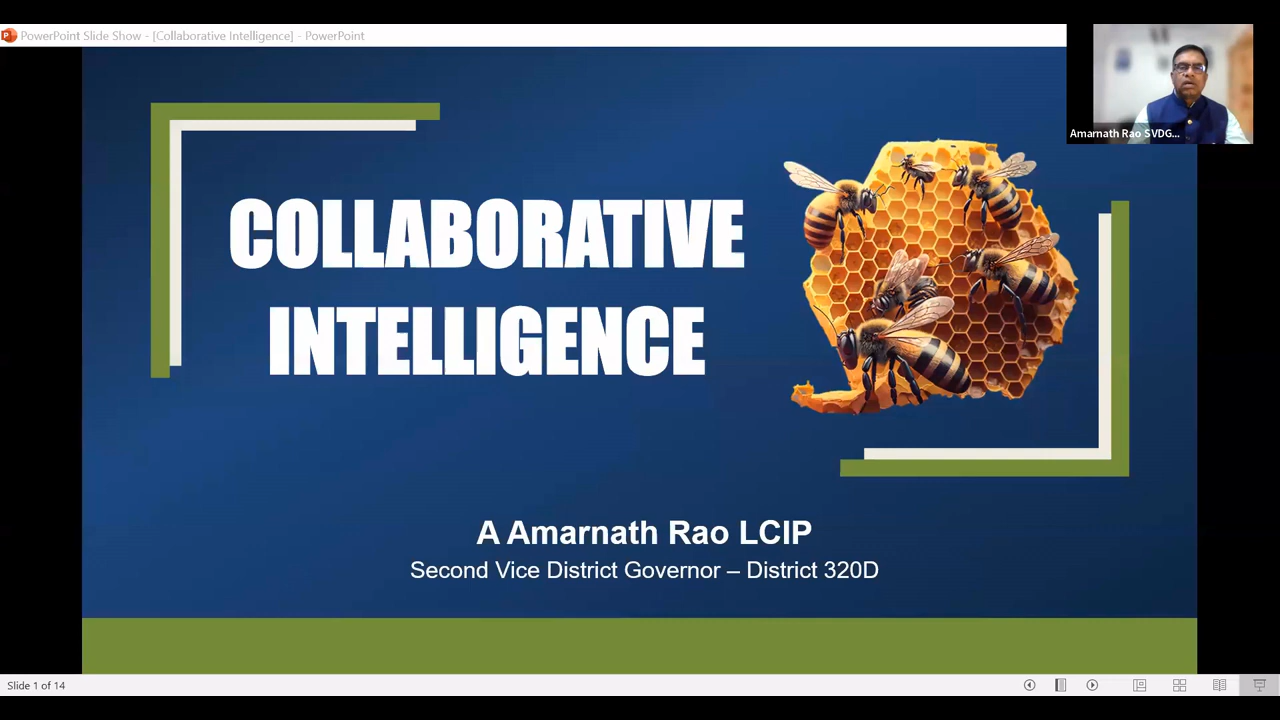 PowerPoint Slide Show - [Collaborative Intelligence] - PowerPoint
Amarnath Rao SVDG...
COLLABORATIVE
INTELLIGENCE
A Amarnath Rao LCIP
Second Vice District Governor – District 320D
Slide 1 of 14